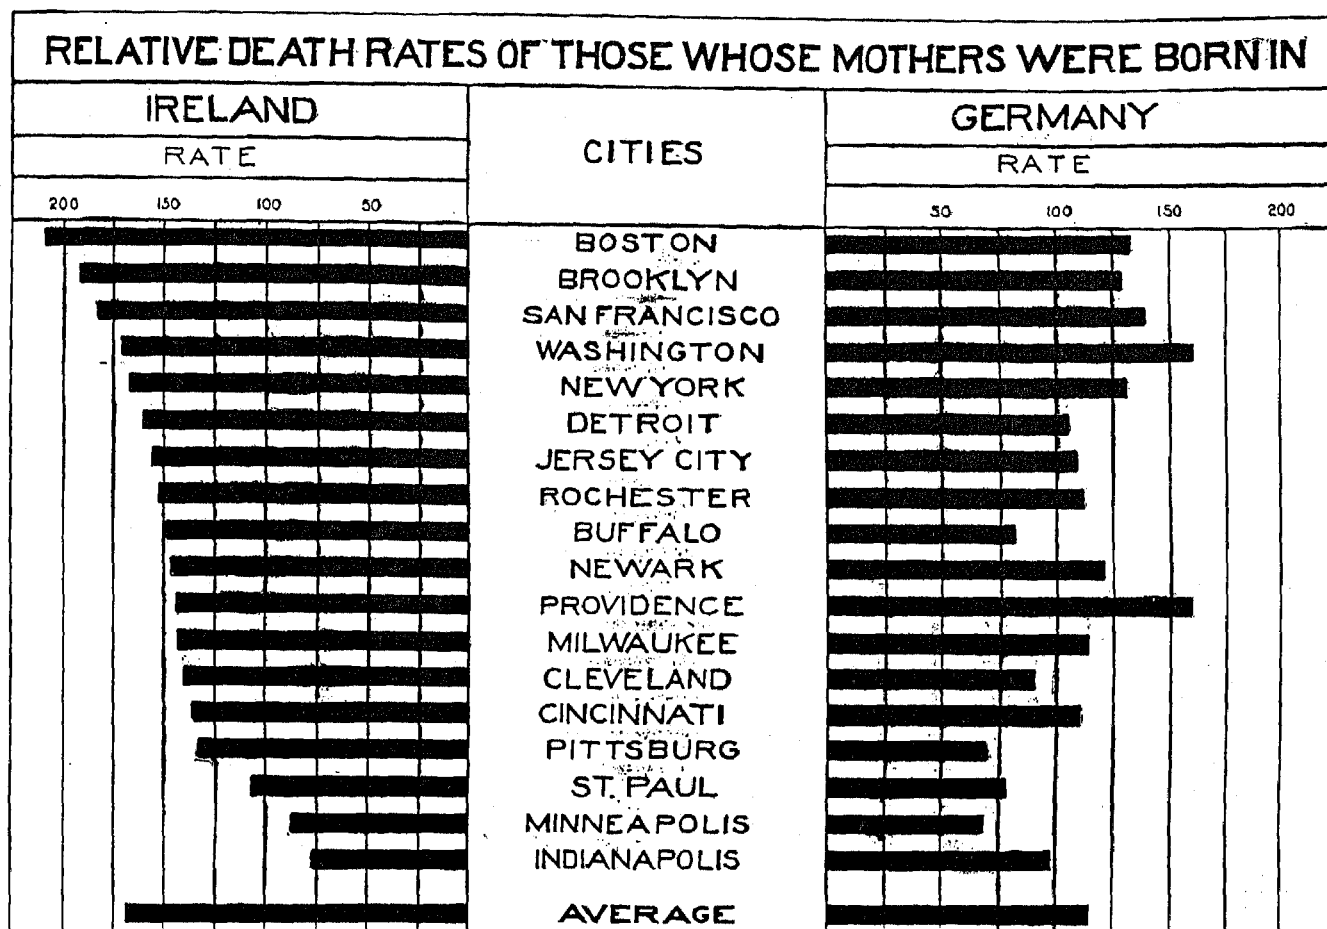 RELATIVE DEATH RATES OF THOSE WHOSE MOTHERS WERE BORN IN
IRELAND
CITIES
GERMANY
RATE
RATE
200 150 100 50
50 100 150 200
BOSTON
BROOKLYN
SAN FRANCISCO
WASHINGTON
NEW YORK
DETROIT
JERSEY CITY
ROCHESTER
BUFFALO
NEWARK
PROVIDENCE
MILWAUKEE
CLEVELAND
CINCINNATI
PITTSBURG
ST. PAUL
MINNEAPOLIS
INDIANAPOLIS
AVERAGE